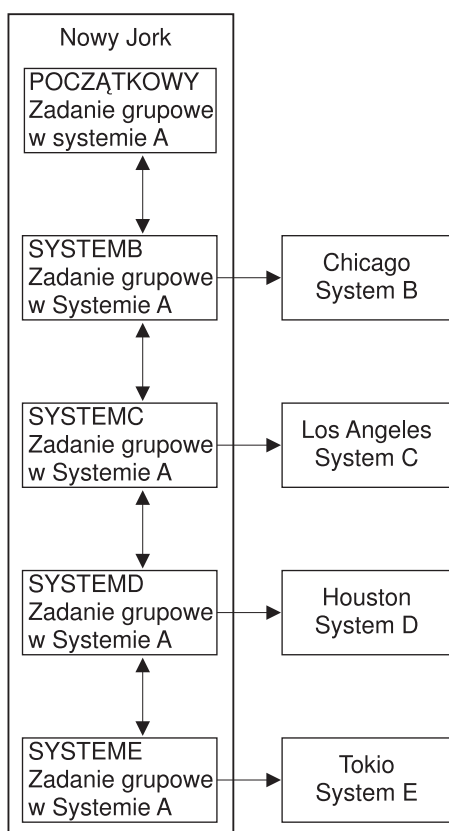 Nowy Jork
POCZĄTKOWY
Zadanie grupowe
w systemie A
SYSTEMB
Zadanie grupowe
w Systemie A
Chicago
System B
SYSTEMC
Zadanie grupowe
w Systemie A
Los Angeles
System C
SYSTEMD
Zadanie grupowe
w Systemie A
Houston
System D
SYSTEME
Zadanie grupowe
w Systemie A
Tokio
System E